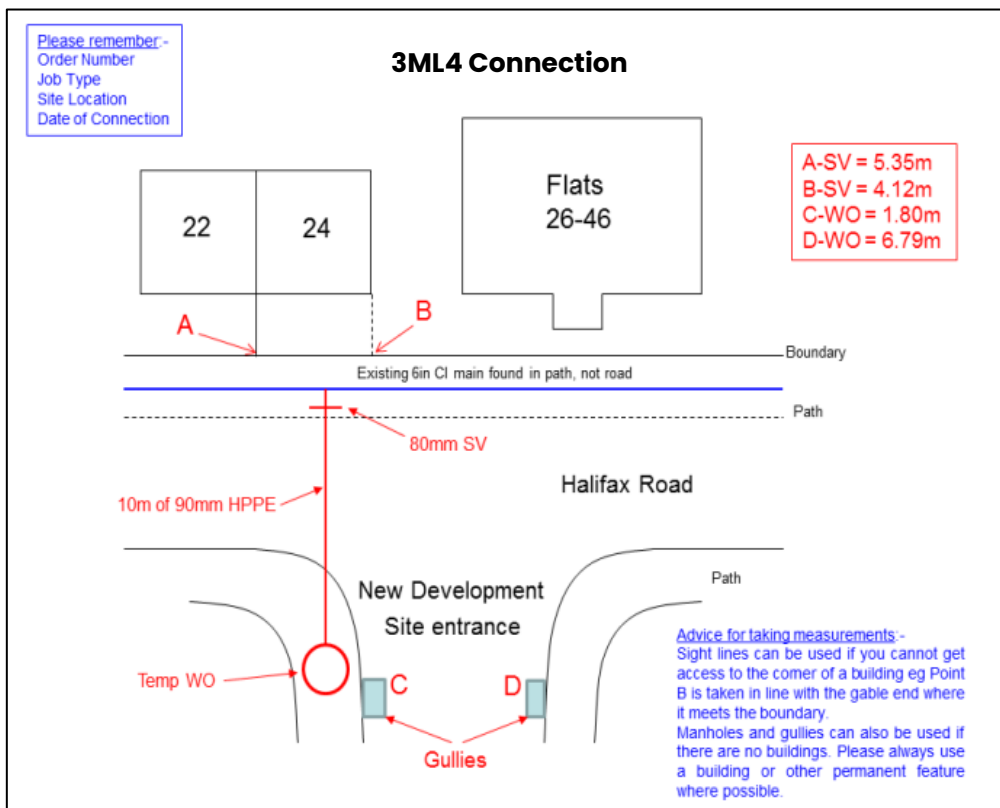 Please remember:-
Order Number
Job Type
Site Location
Date of Connection
3ML4 Connection
A-SV = 5.35m
B-SV = 4.12m
C-WO = 1.80m
D-WO = 6.79m
22
24
Flats
26-46
A
B
Boundary
Existing 6in CI main found in path, not road
Path
80mm SV
10m of 90mm HPPE
Halifax Road
New Development
Site entrance
Path
Temp WO
C
D
Gullies
Advice for taking measurements:-
Sight lines can be used if you cannot get
access to the corner of a building eg Point
B is taken in line with the gable end where
it meets the boundary.
Manholes and gullies can also be used if
there are no buildings. Please always use
a building or other permanent feature
where possible.